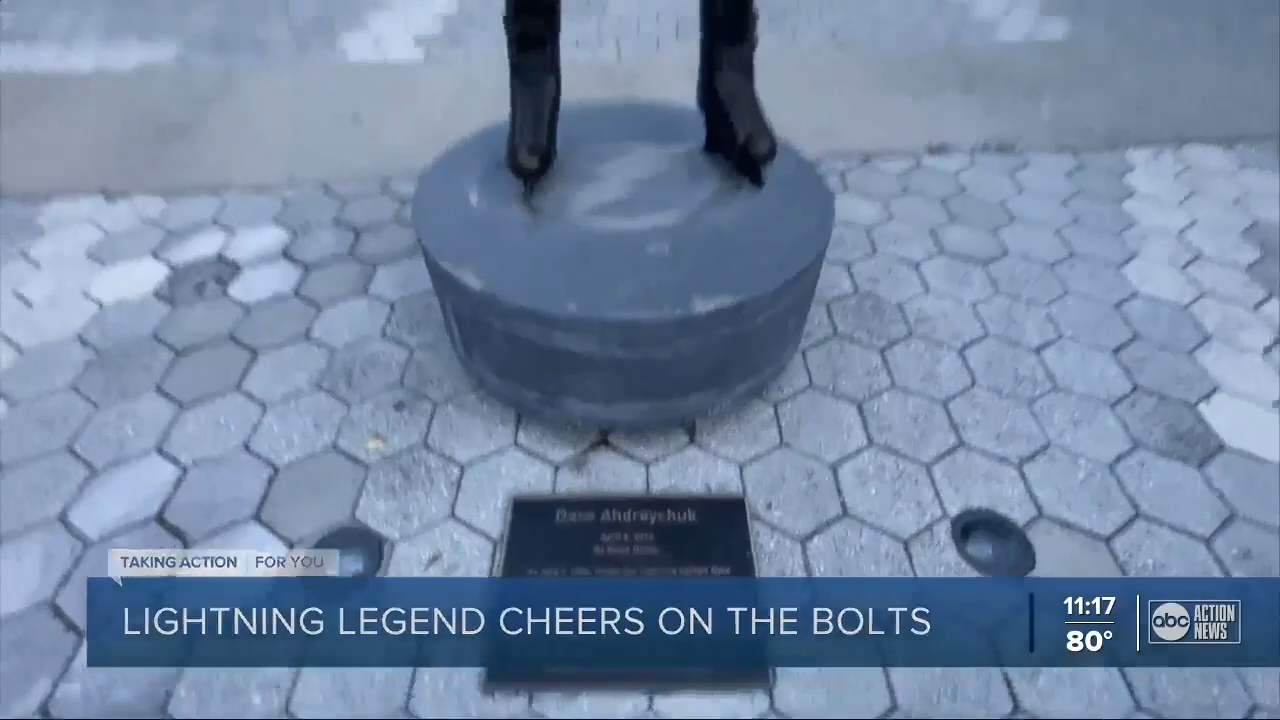 Dave Andreychuk
TAKING ACTION FOR YOU
LIGHTNING LEGEND CHEERS ON THE BOLTS
11:17
80°
abc ACTION NEWS